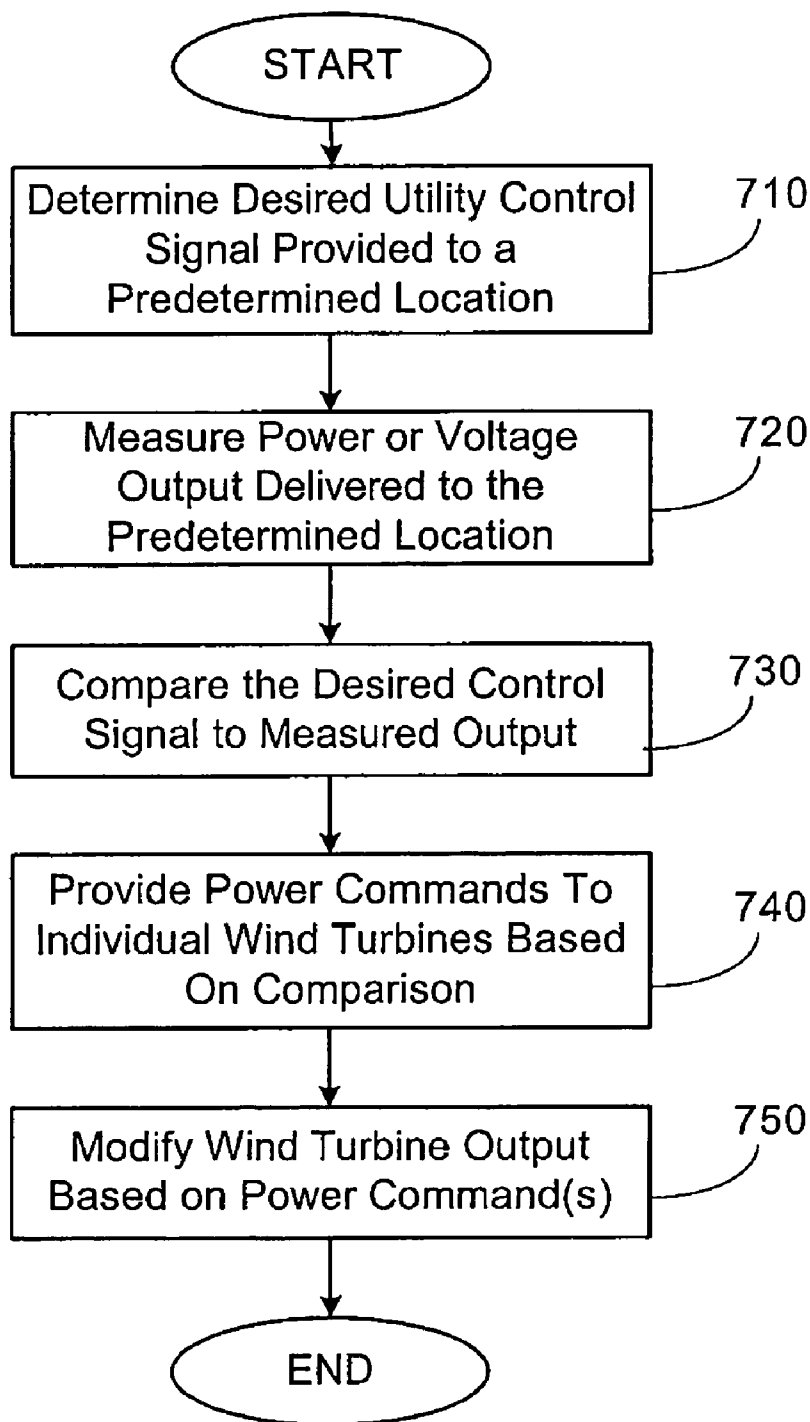 START
Determine Desired Utility Control
Signal Provided to a
Predetermined Location
710
Measure Power or Voltage
Output Delivered to the
Predetermined Location
720
Compare the Desired Control
Signal to Measured Output
730
Provide Power Commands To
Individual Wind Turbines Based
On Comparison
740
Modify Wind Turbine Output
Based on Power Command(s)
750
END